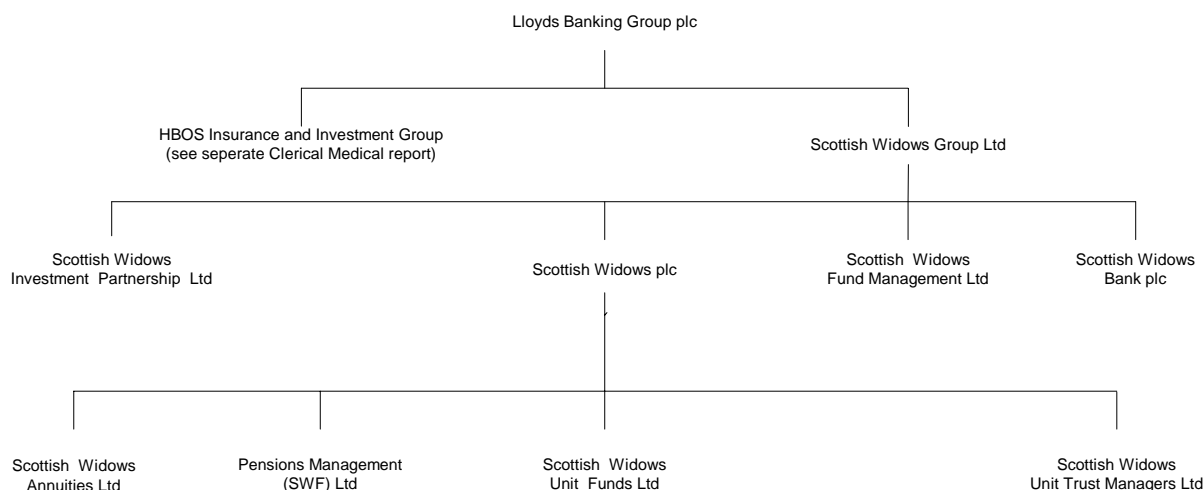 Lloyds Banking Group plc
HBOS Insurance and Investment Group
(see seperate Clerical Medical report)
Scottish Widows Group Ltd
Scottish Widows
Investment Partnership Ltd
Scottish Widows plc
Scottish Widows
Fund Management Ltd
Scottish Widows
Bank plc
Scottish Widows
Annuities Ltd
Pensions Management
(SWF) Ltd
Scottish Widows
Unit Funds Ltd
Scottish Widows
Unit Trust Managers Ltd